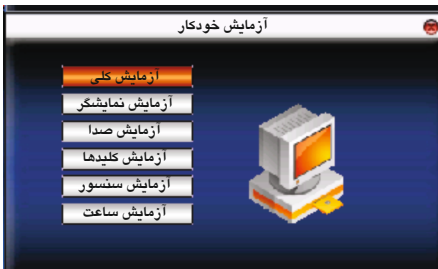 آزمایش خودکار
آزمایش کلی
آزمایش نمایشگر
آزمایش صدا
آزمایش کلیدها
آزمایش سنسور
آزمایش ساعت